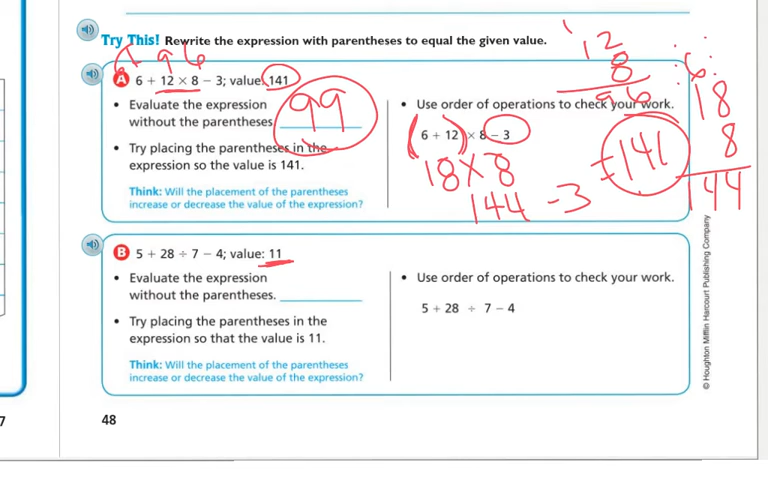 Try This! Rewrite the expression with parentheses to equal the given value.
1
12
8
96
6
18
8
144
6 + 96
A 6 + 12 × 8 – 3; value: 141
• Evaluate the expression
without the parentheses. 99
• Try placing the parentheses in the
expression so the value is 141.
Think: Will the placement of the parentheses
increase or decrease the value of the expression?
• Use order of operations to check your work.
(6 + 12) × 8 – 3
18 × 8
144 - 3 = 141
B 5 + 28 ÷ 7 – 4; value: 11
• Evaluate the expression
without the parentheses.
• Try placing the parentheses in the
expression so that the value is 11.
Think: Will the placement of the parentheses
increase or decrease the value of the expression?
• Use order of operations to check your work.
5 + 28 ÷ 7 – 4
© Houghton Mifflin Harcourt Publishing Company
7
48